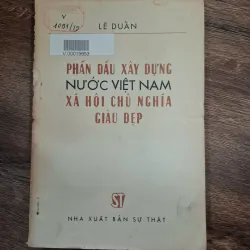 V
LÊ DUẨN
PHẤN ĐẤU XÂY DỰNG
NƯỚC VIỆT NAM
XÃ HỘI CHỦ NGHĨA
GIÀU ĐẸP
ST
NHÀ XUẤT BẢN SỰ THẬT